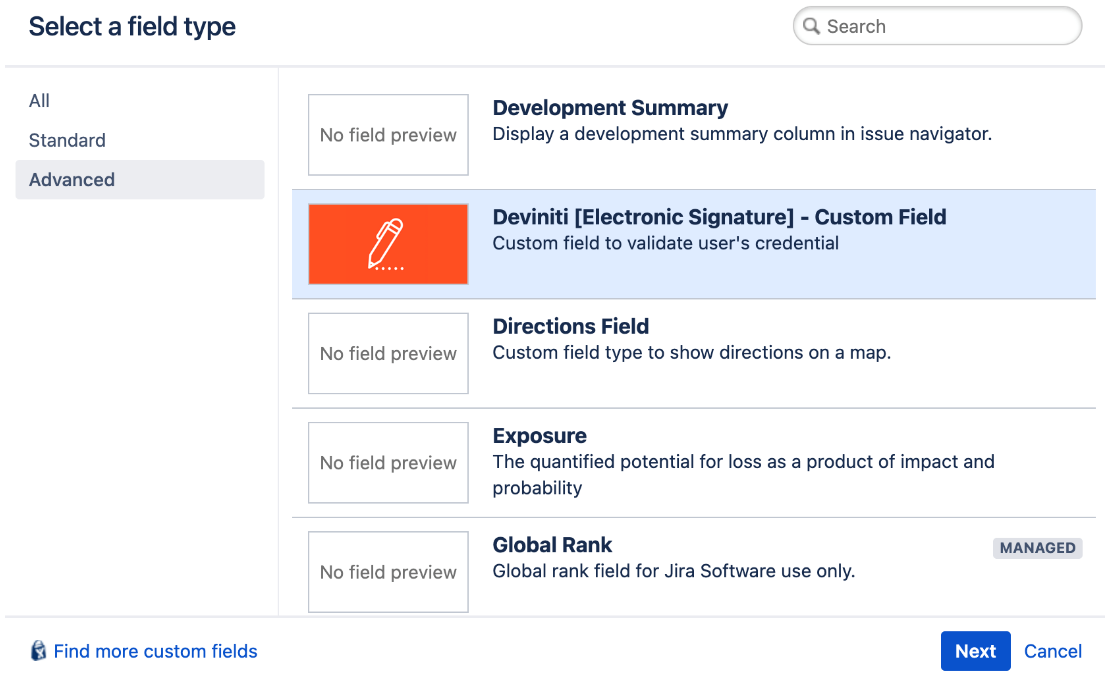 Select a field type
Search
All
Standard
Advanced
No field preview
Development Summary
Display a development summary column in issue navigator.
Deviniti [Electronic Signature] - Custom Field
Custom field to validate user's credential
No field preview
Directions Field
Custom field type to show directions on a map.
No field preview
Exposure
The quantified potential for loss as a product of impact and
probability
No field preview
Global Rank
MANAGED
Global rank field for Jira Software use only.
Find more custom fields
Next
Cancel